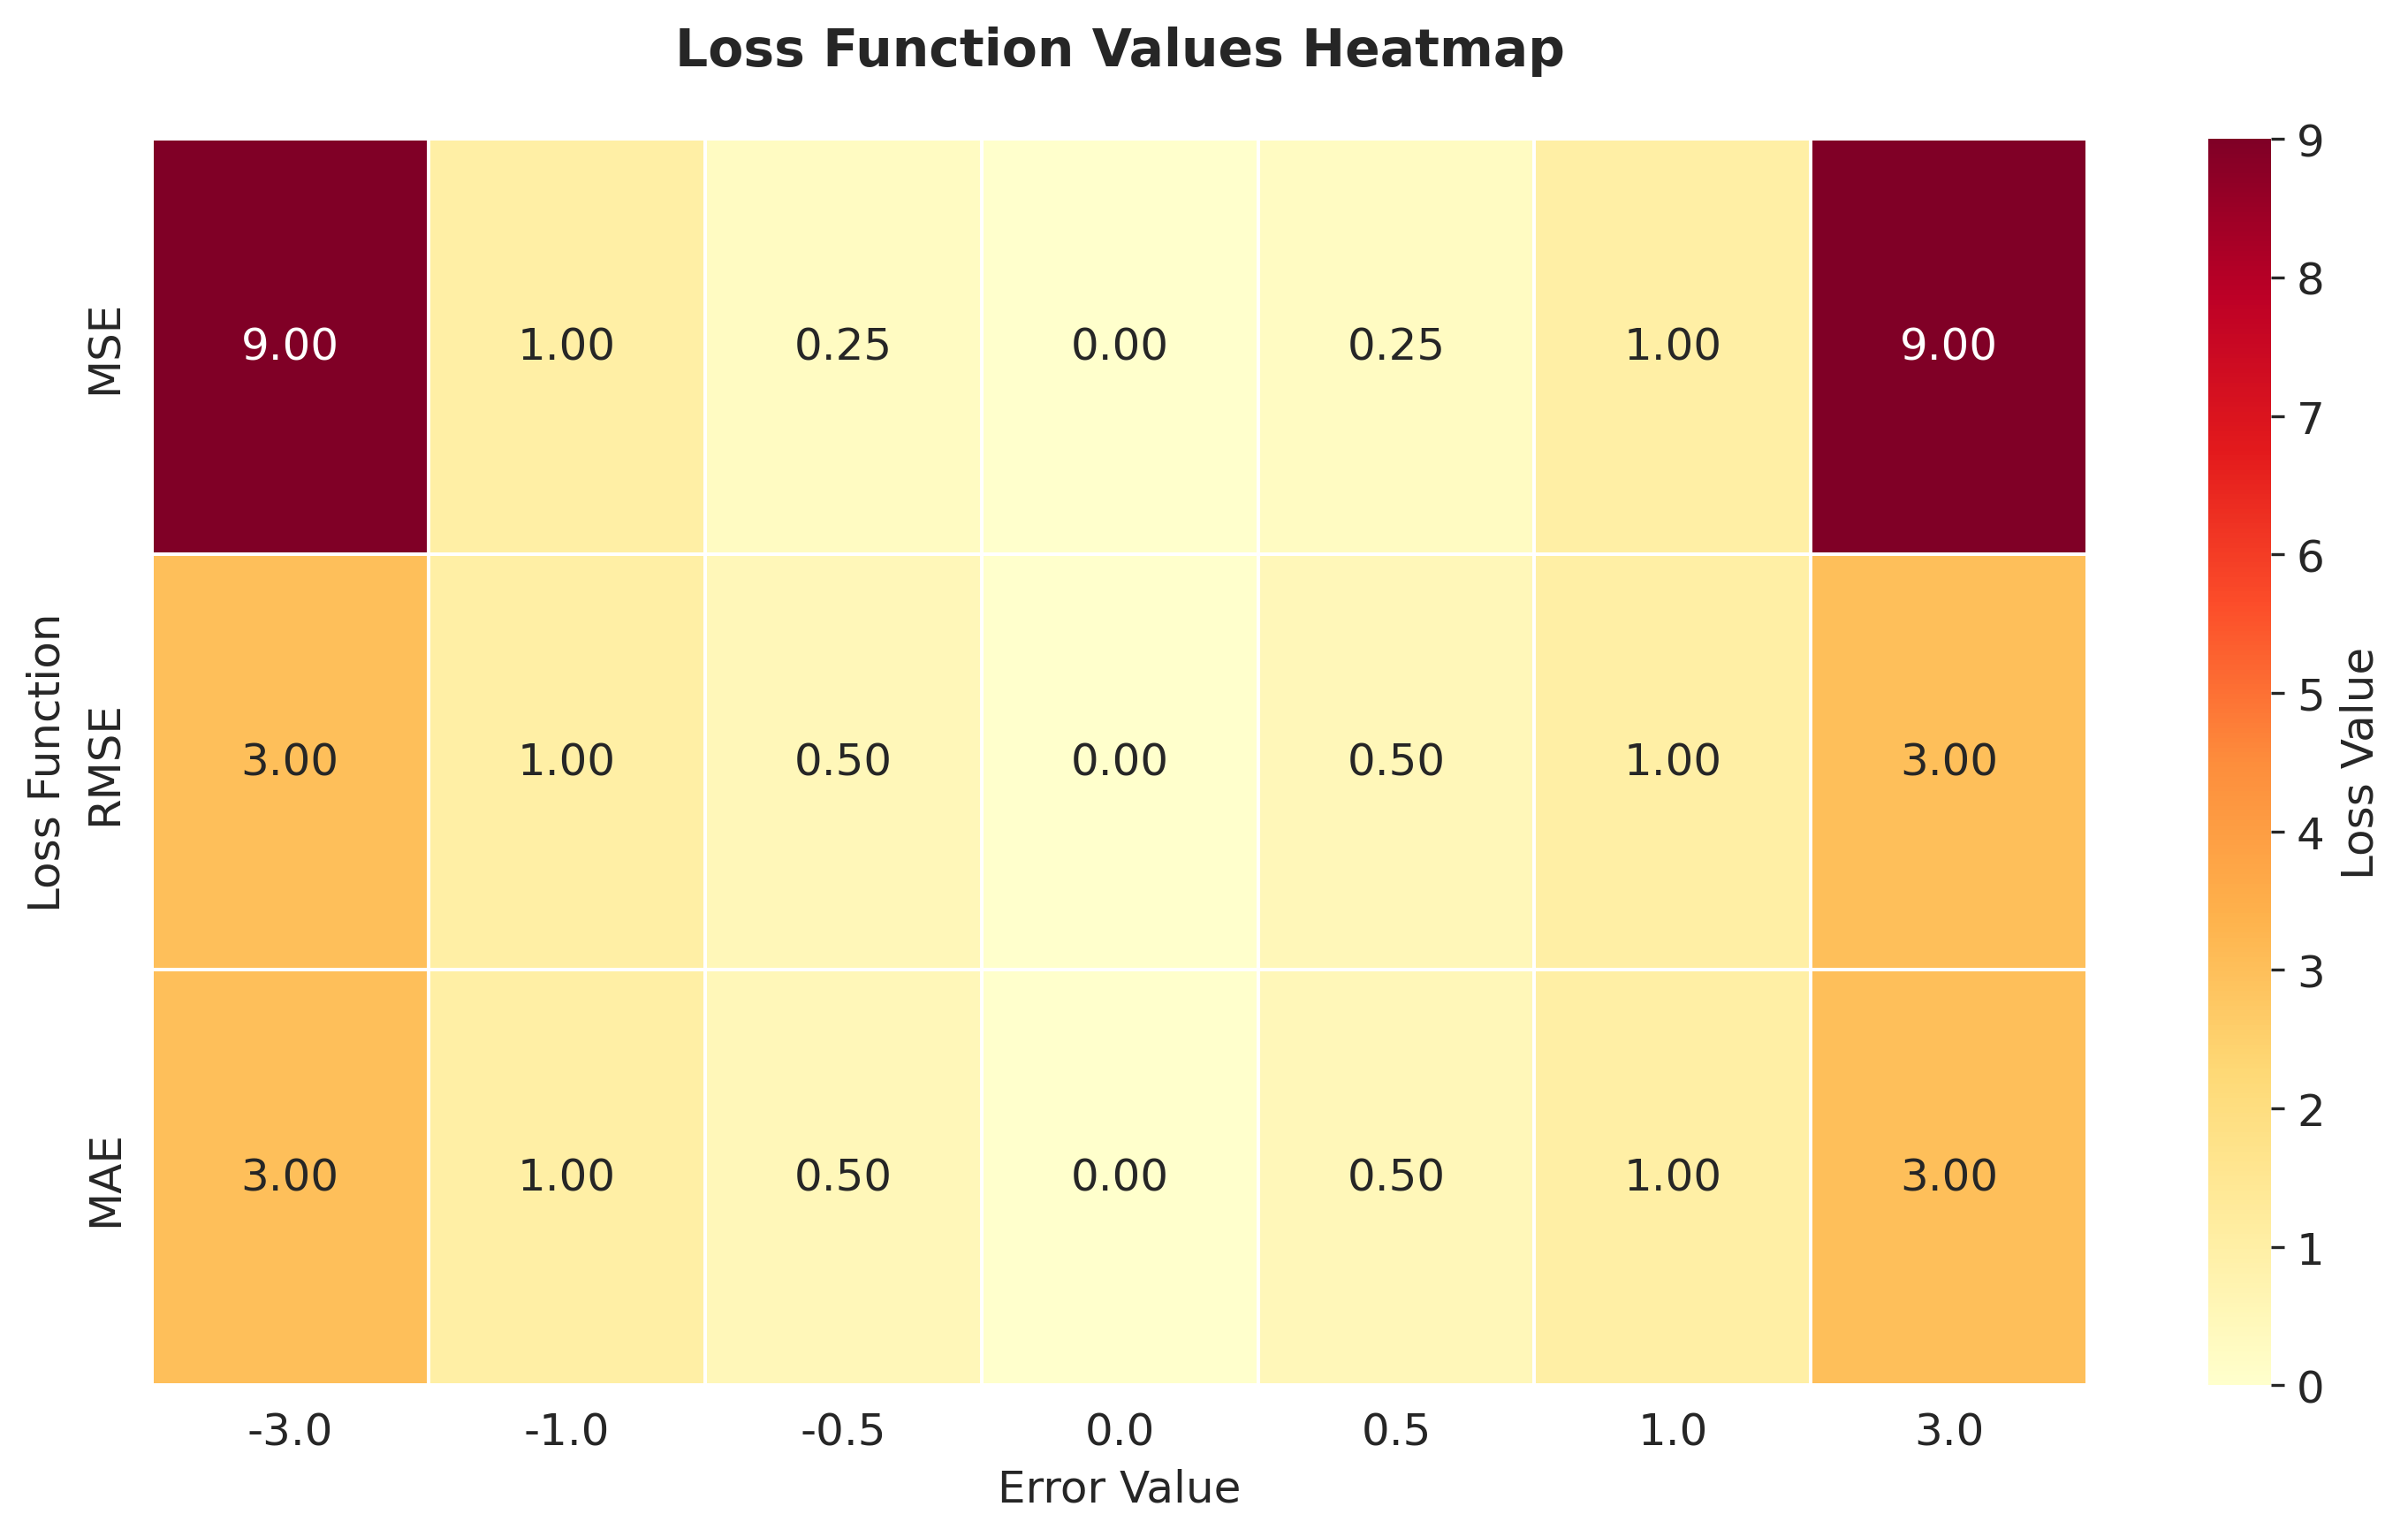 Loss Function Values Heatmap
Loss Function
MSE
9.00 1.00 0.25 0.00 0.25 1.00 9.00
RMSE
3.00 1.00 0.50 0.00 0.50 1.00 3.00
MAE
3.00 1.00 0.50 0.00 0.50 1.00 3.00
-3.0 -1.0 -0.5 0.0 0.5 1.0 3.0
Error Value
9
8
7
6
5
4
3
2
1
0
Loss Value